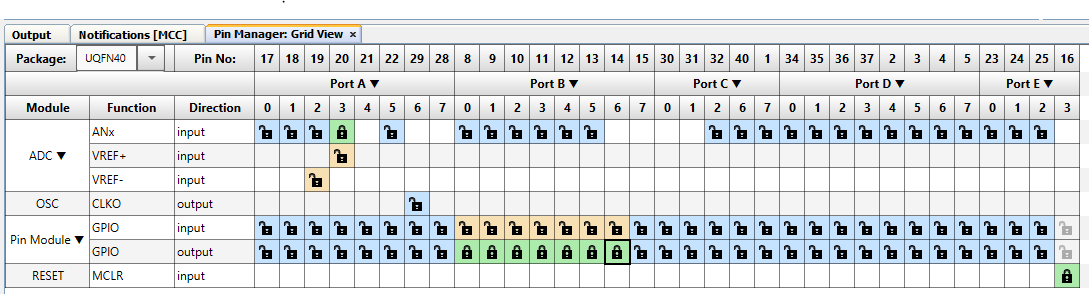 Output Notifications [MCC] Pin Manager: Grid View ×
Package: UQFN40 Pin No: 17 18 19 20 21 22 29 28 8 9 10 11 12 13 14 15 30 31 32 40 1 34 35 36 37 2 3 4 5 23 24 25 16
Port A ▼ Port B ▼ Port C ▼ Port D ▼ Port E ▼
Module Function Direction 0 1 2 3 4 5 6 7 0 1 2 3 4 5 6 7 0 1 2 6 7 0 1 2 3 4 5 6 7 0 1 2 3
ADC ▼ ANx input
VREF+ input
VREF- input
OSC CLKO output
Pin Module ▼ GPIO input
GPIO output
RESET MCLR input